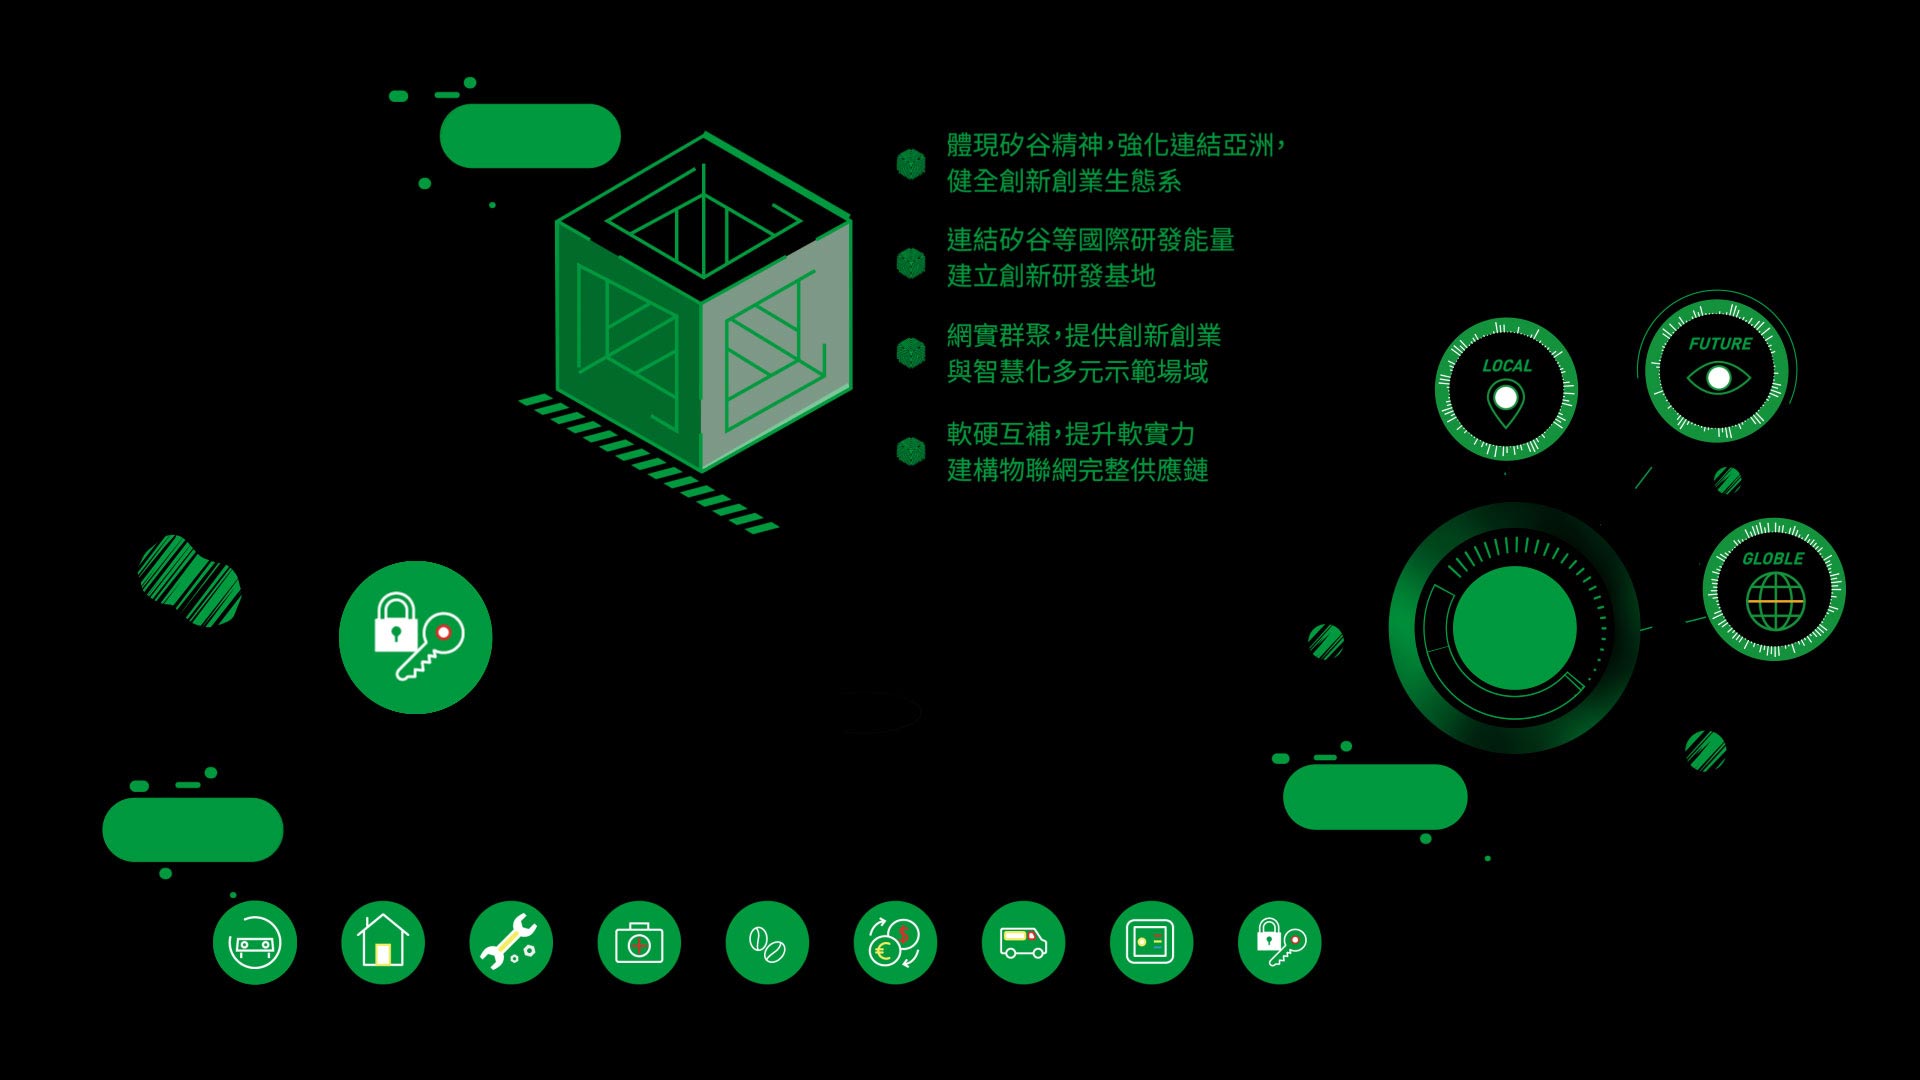 體現矽谷精神，強化連結亞洲，
健全創新創業生態系
連結矽谷等國際研發能量
建立創新研發基地
網實群聚，提供創新創業
與智慧化多元示範場域
軟硬互補，提升軟實力
建構物聯網完整供應鏈
LOCAL
FUTURE
GLOBLE
$
€